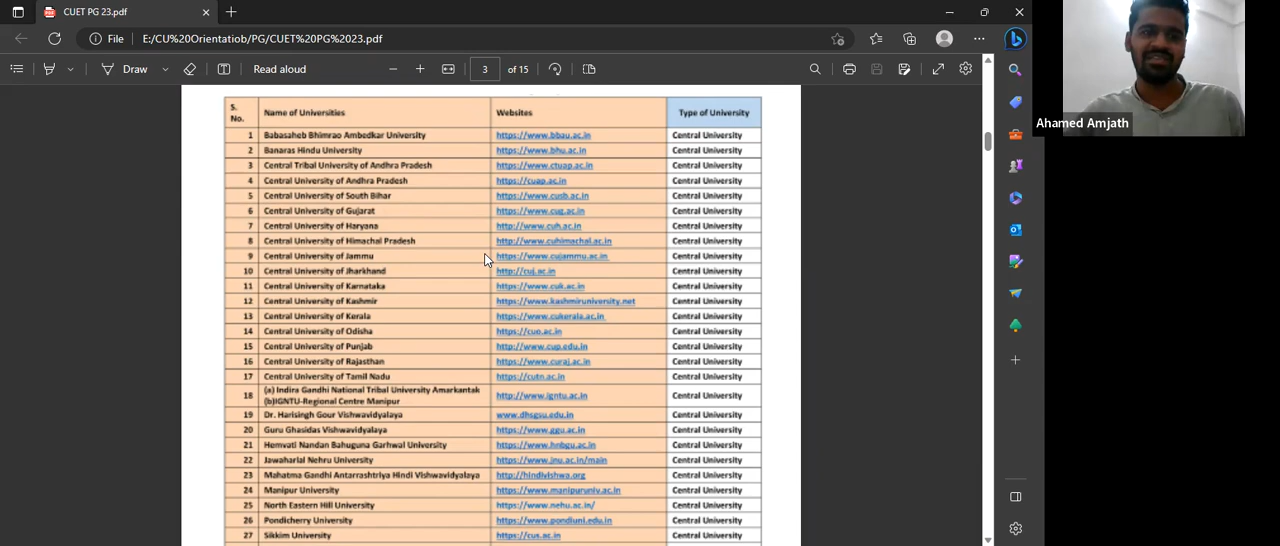 CUET PG 23.pdf
File E:/CU%20Orientatiob/PG/CUET%20PG%2023.pdf
Draw Read aloud 3 of 15
S. No. Name of Universities Websites Type of University
1 Babasaheb Bhimrao Ambedkar University https://www.bbau.ac.in Central University
2 Banaras Hindu University https://www.bhu.ac.in Central University
3 Central Tribal University of Andhra Pradesh https://www.ctuap.ac.in Central University
4 Central University of Andhra Pradesh https://cuap.ac.in Central University
5 Central University of South Bihar https://www.cusb.ac.in Central University
6 Central University of Gujarat https://www.cug.ac.in Central University
7 Central University of Haryana http://www.cuh.ac.in Central University
8 Central University of Himachal Pradesh http://www.cuhimachal.ac.in Central University
9 Central University of Jammu https://www.cujammu.ac.in Central University
10 Central University of Jharkhand http://cuj.ac.in Central University
11 Central University of Karnataka https://www.cuk.ac.in Central University
12 Central University of Kashmir https://www.kashmiruniversity.net Central University
13 Central University of Kerala https://www.cukerala.ac.in Central University
14 Central University of Odisha https://cuo.ac.in Central University
15 Central University of Punjab http://www.cup.edu.in Central University
16 Central University of Rajasthan https://www.curaj.ac.in Central University
17 Central University of Tamil Nadu https://cutn.ac.in Central University
18 (a) Indira Gandhi National Tribal University Amarkantak http://www.igntu.ac.in Central University
(b)IGNTU-Regional Centre Manipur
19 Dr. Harisingh Gour Vishwavidyalaya www.dhsgsu.edu.in Central University
20 Guru Ghasidas Vishwavidyalaya https://www.ggu.ac.in Central University
21 Hemvati Nandan Bahuguna Garhwal University https://www.hnbgu.ac.in Central University
22 Jawaharlal Nehru University https://www.jnu.ac.in/main Central University
23 Mahatma Gandhi Antarrashtriya Hindi Vishwavidyalaya http://hindivishwa.org Central University
24 Manipur University https://www.manipuruniv.ac.in Central University
25 North Eastern Hill University https://www.nehu.ac.in/ Central University
26 Pondicherry University https://www.pondiuni.edu.in Central University
27 Sikkim University https://cus.ac.in Central University
Ahamed Amjath